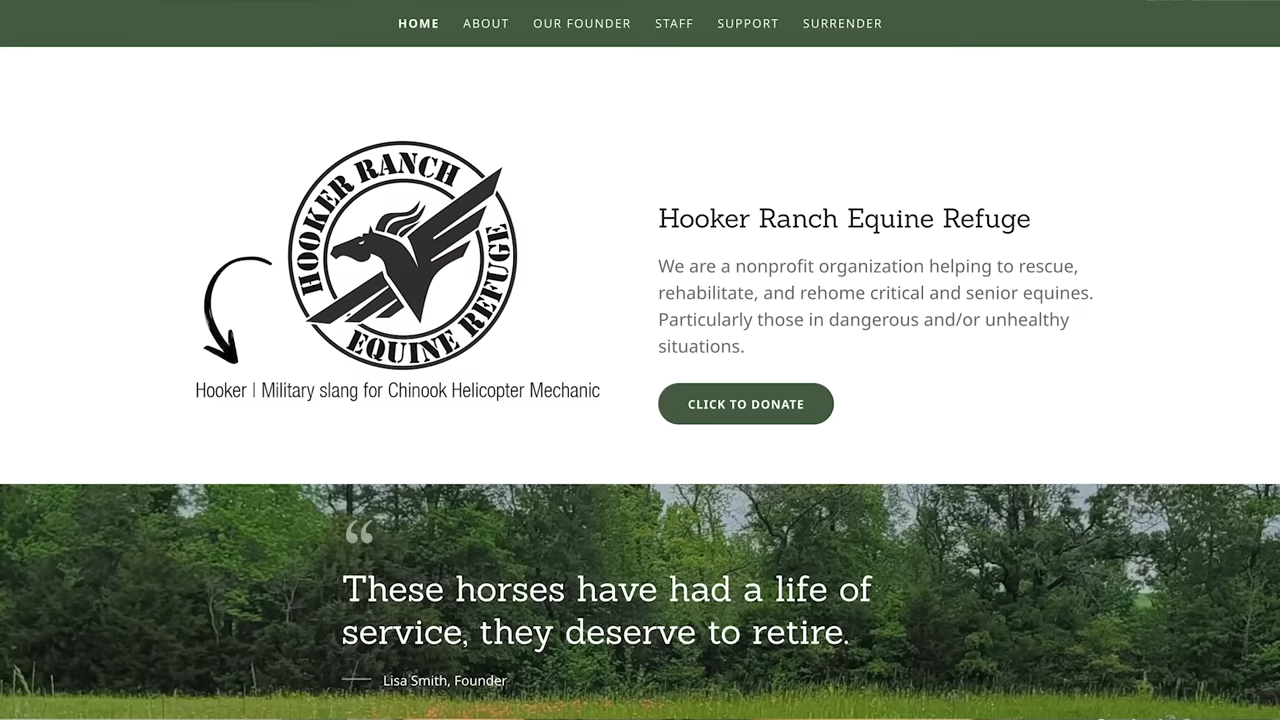 HOME ABOUT OUR FOUNDER STAFF SUPPORT SURRENDER
HOOKER RANCH
EQUINE REFUGE
Hooker | Military slang for Chinook Helicopter Mechanic
Hooker Ranch Equine Refuge
We are a nonprofit organization helping to rescue,
rehabilitate, and rehome critical and senior equines.
Particularly those in dangerous and/or unhealthy
situations.
CLICK TO DONATE
“
These horses have had a life of
service, they deserve to retire.
Lisa Smith, Founder